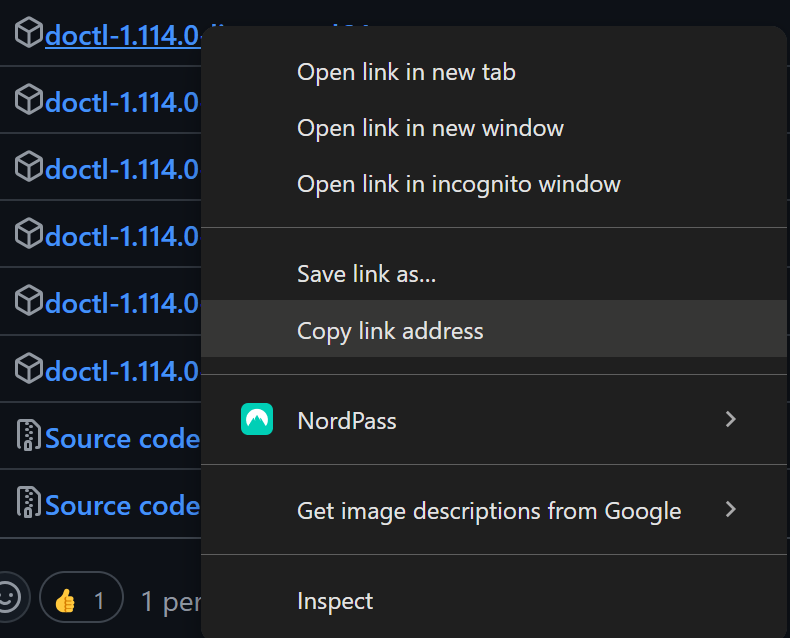 doctl-1.114.0-
Open link in new tab
doctl-1.114.0
Open link in new window
doctl-1.114.0
Open link in incognito window
doctl-1.114.0
Save link as...
doctl-1.114.0
Copy link address
doctl-1.114.0
NordPass
Source code
Source code
Get image descriptions from Google
👍 1
1 per
Inspect